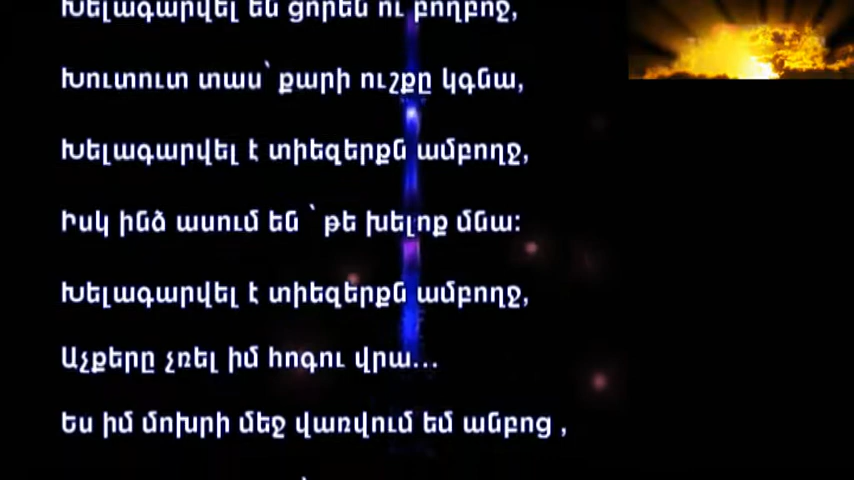 Խելագարվել են ցորեն ու բողբոջ,
Խուտուտ տաս՝ քարի ուշքը կգնա,
Խելագարվել է տիեզերքն ամբողջ,
Իսկ ինձ ասում են ՝ թե խելոք մնա:
Խելագարվել է տիեզերքն ամբողջ,
Աչքերը չռել իմ հոգու վրա...
Ես իմ մոխրի մեջ վառվում եմ անբոց ,